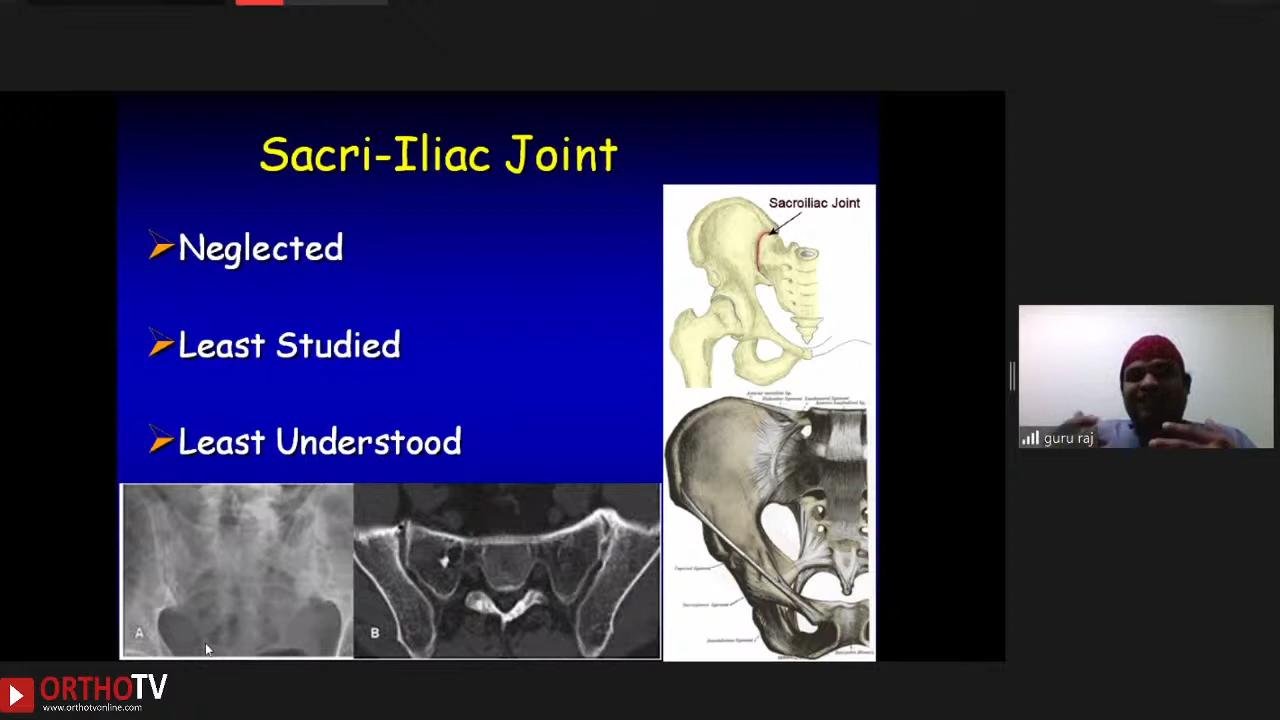 Sacri-Iliac Joint
Neglected
Least Studied
Least Understood
Sacroiliac Joint
A
B
guru raj
ORTHOTV
www.orthotvonline.com